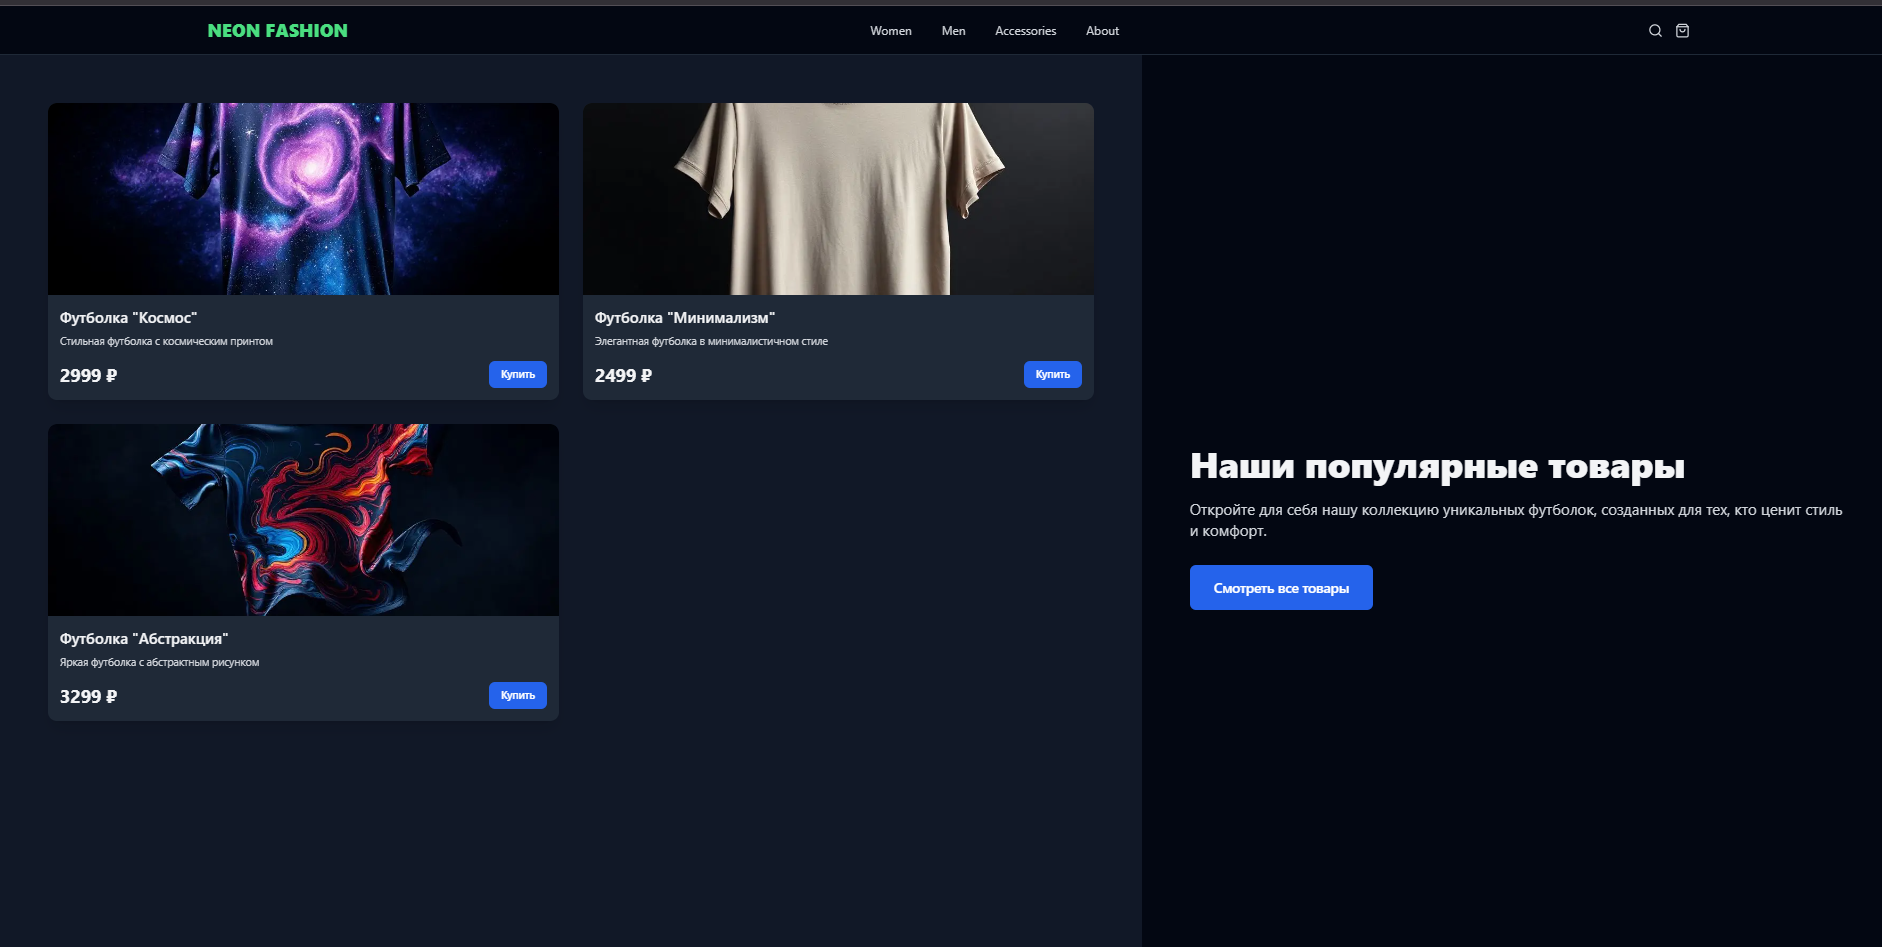 NEON FASHION
Women
Men
Accessories
About
Футболка "Космос"
Стильная футболка с космическим принтом
2999 ₽
Купить
Футболка "Минимализм"
Элегантная футболка в минималистичном стиле
2499 ₽
Купить
Футболка "Абстракция"
Яркая футболка с абстрактным рисунком
3299 ₽
Купить
Наши популярные товары
Откройте для себя нашу коллекцию уникальных футболок, созданных для тех, кто ценит стиль
и комфорт.
Смотреть все товары